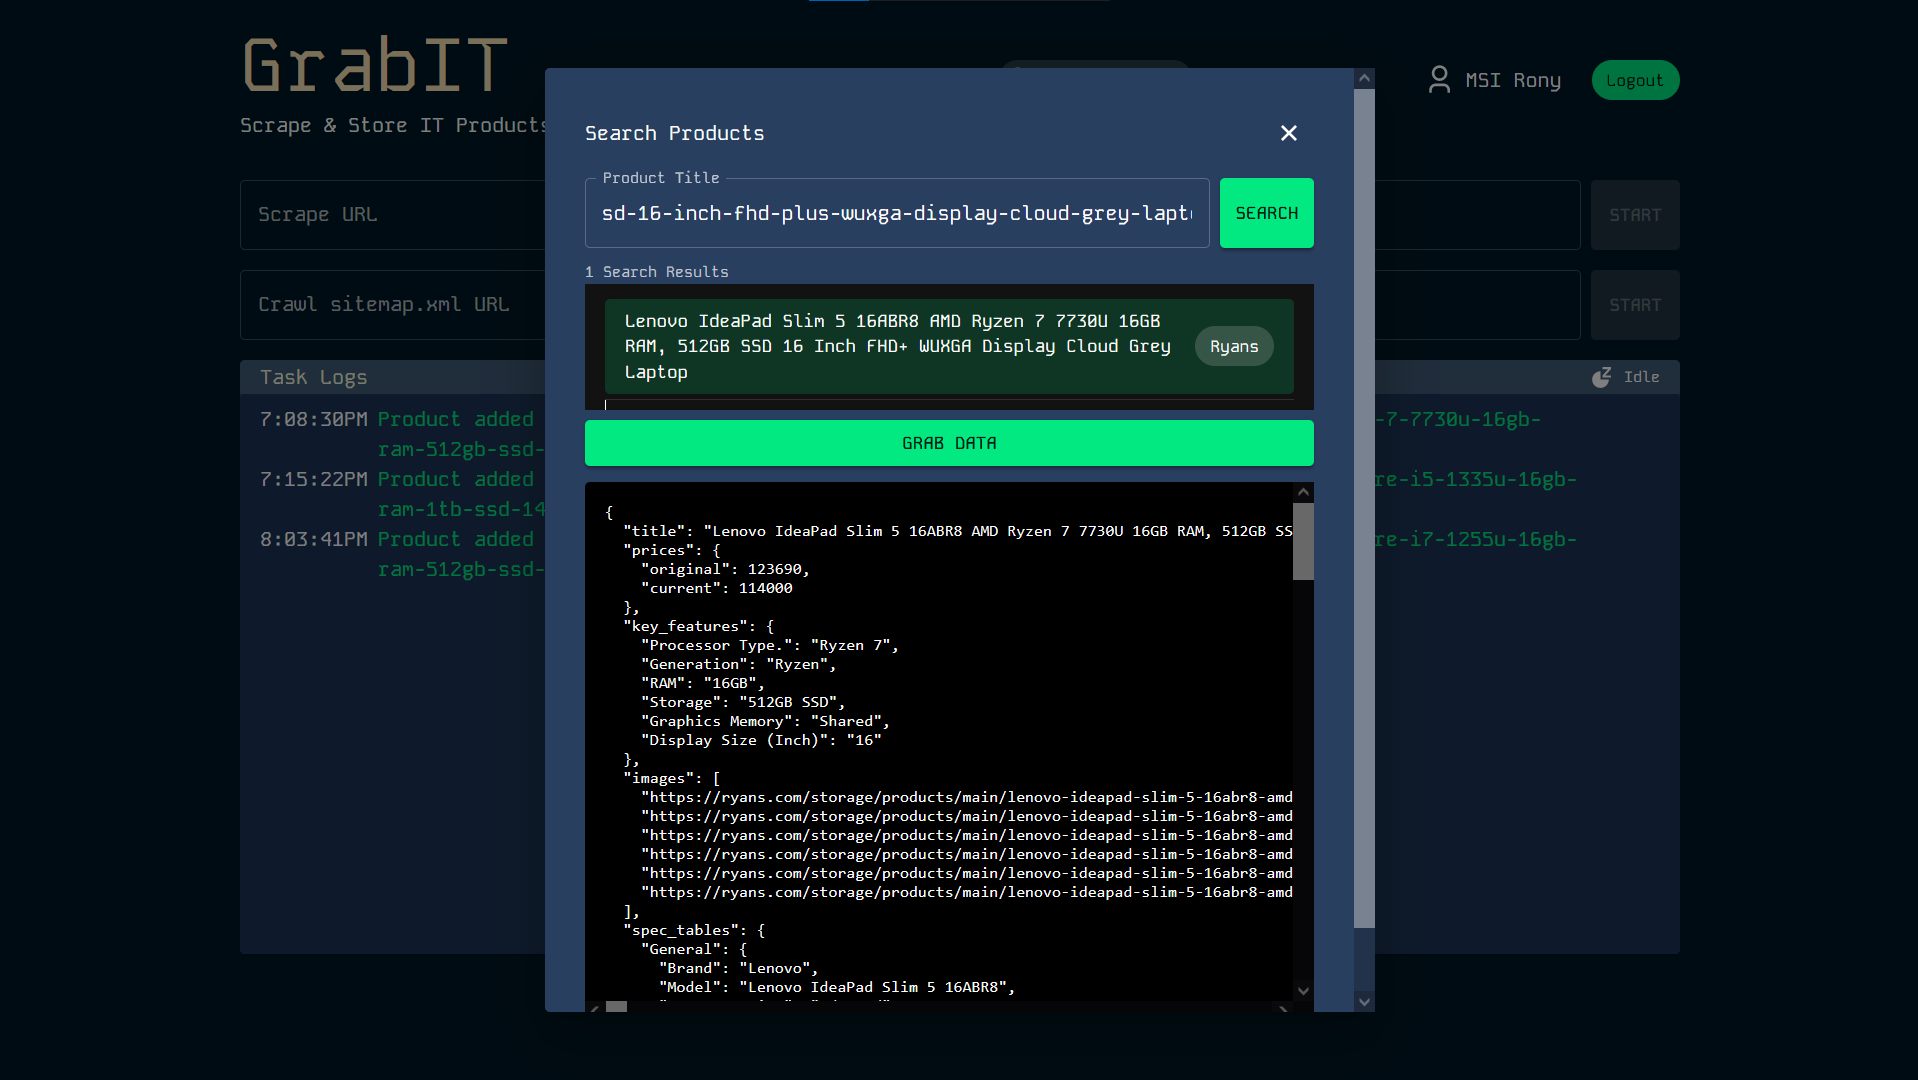 GrabIT
MSI Rony
Logout
Scrape & Store IT Products
Scrape URL
START
Crawl sitemap.xml URL
START
Task Logs
Idle
7:08:30PM Product added
-7-7730u-16gb-
ram-512gb-ssd-
7:15:22PM Product added
re-i5-1335u-16gb-
ram-1tb-ssd-14
8:03:41PM Product added
re-i7-1255u-16gb-
ram-512gb-ssd-
Search Products
Product Title
sd-16-inch-fhd-plus-wuxga-display-cloud-grey-lapt
SEARCH
1 Search Results
Lenovo IdeaPad Slim 5 16ABR8 AMD Ryzen 7 7730U 16GB
RAM, 512GB SSD 16 Inch FHD+ WUXGA Display Cloud Grey
Laptop
Ryans
GRAB DATA
{
"title": "Lenovo IdeaPad Slim 5 16ABR8 AMD Ryzen 7 7730U 16GB RAM, 512GB SS
"prices": {
"original": 123690,
"current": 114000
},
"key_features": {
"Processor Type.": "Ryzen 7",
"Generation": "Ryzen",
"RAM": "16GB",
"Storage": "512GB SSD",
"Graphics Memory": "Shared",
"Display Size (Inch)": "16"
},
"images": [
"https://ryans.com/storage/products/main/lenovo-ideapad-slim-5-16abr8-amd
"https://ryans.com/storage/products/main/lenovo-ideapad-slim-5-16abr8-amd
"https://ryans.com/storage/products/main/lenovo-ideapad-slim-5-16abr8-amd
"https://ryans.com/storage/products/main/lenovo-ideapad-slim-5-16abr8-amd
"https://ryans.com/storage/products/main/lenovo-ideapad-slim-5-16abr8-amd
"https://ryans.com/storage/products/main/lenovo-ideapad-slim-5-16abr8-amd
],
"spec_tables": {
"General": {
"Brand": "Lenovo",
"Model": "Lenovo IdeaPad Slim 5 16ABR8",